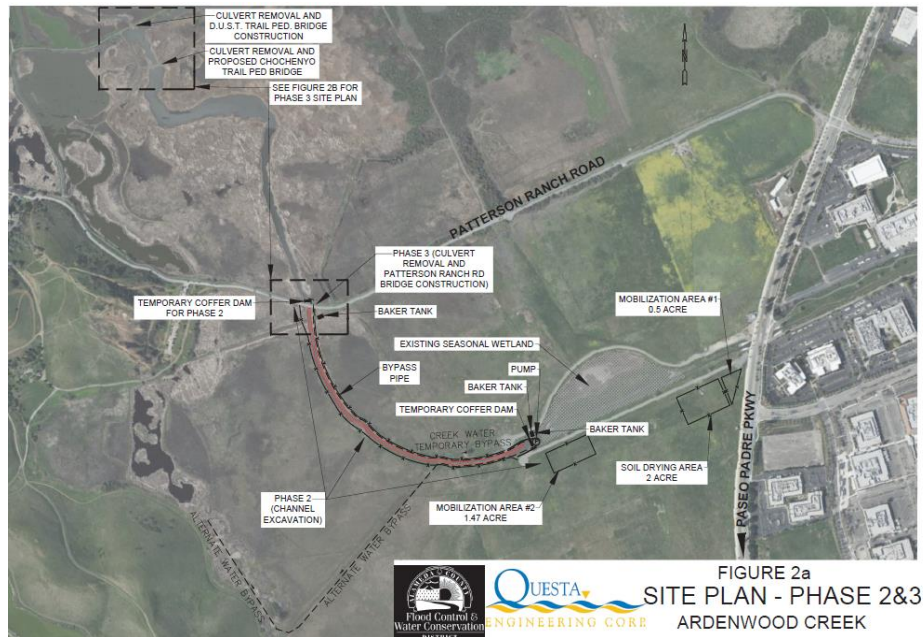 CULVERT REMOVAL AND
D.U.S.T. TRAIL PED. BRIDGE
CONSTRUCTION
CULVERT REMOVAL AND
PROPOSED CHOCHENYO
TRAIL PED BRIDGE
SEE FIGURE 2B FOR
PHASE 3 SITE PLAN
PATTERSON RANCH ROAD
PHASE 3 (CULVERT
REMOVAL AND
PATTERSON RANCH RD
BRIDGE CONSTRUCTION)
TEMPORARY COFFER DAM
FOR PHASE 2
BAKER TANK
MOBILIZATION AREA #1
0.5 ACRE
EXISTING SEASONAL WETLAND
BYPASS
PIPE
PUMP
BAKER TANK
TEMPORARY COFFER DAM
BAKER TANK
CREEK WATER
TEMPORARY BYPASS
SOIL DRYING AREA
2 ACRE
PHASE 2
(CHANNEL
EXCAVATION)
MOBILIZATION AREA #2
1.47 ACRE
ALTERNATE WATER BYPASS
ALTERNATE WATER BYPASS
PASEO PADRE PKWY
ALAMEDA COUNTY
Flood Control &
Water Conservation
DISTRICT
QUESTA
ENGINEERING CORP.
FIGURE 2a
SITE PLAN - PHASE 2&3
ARDENWOOD CREEK